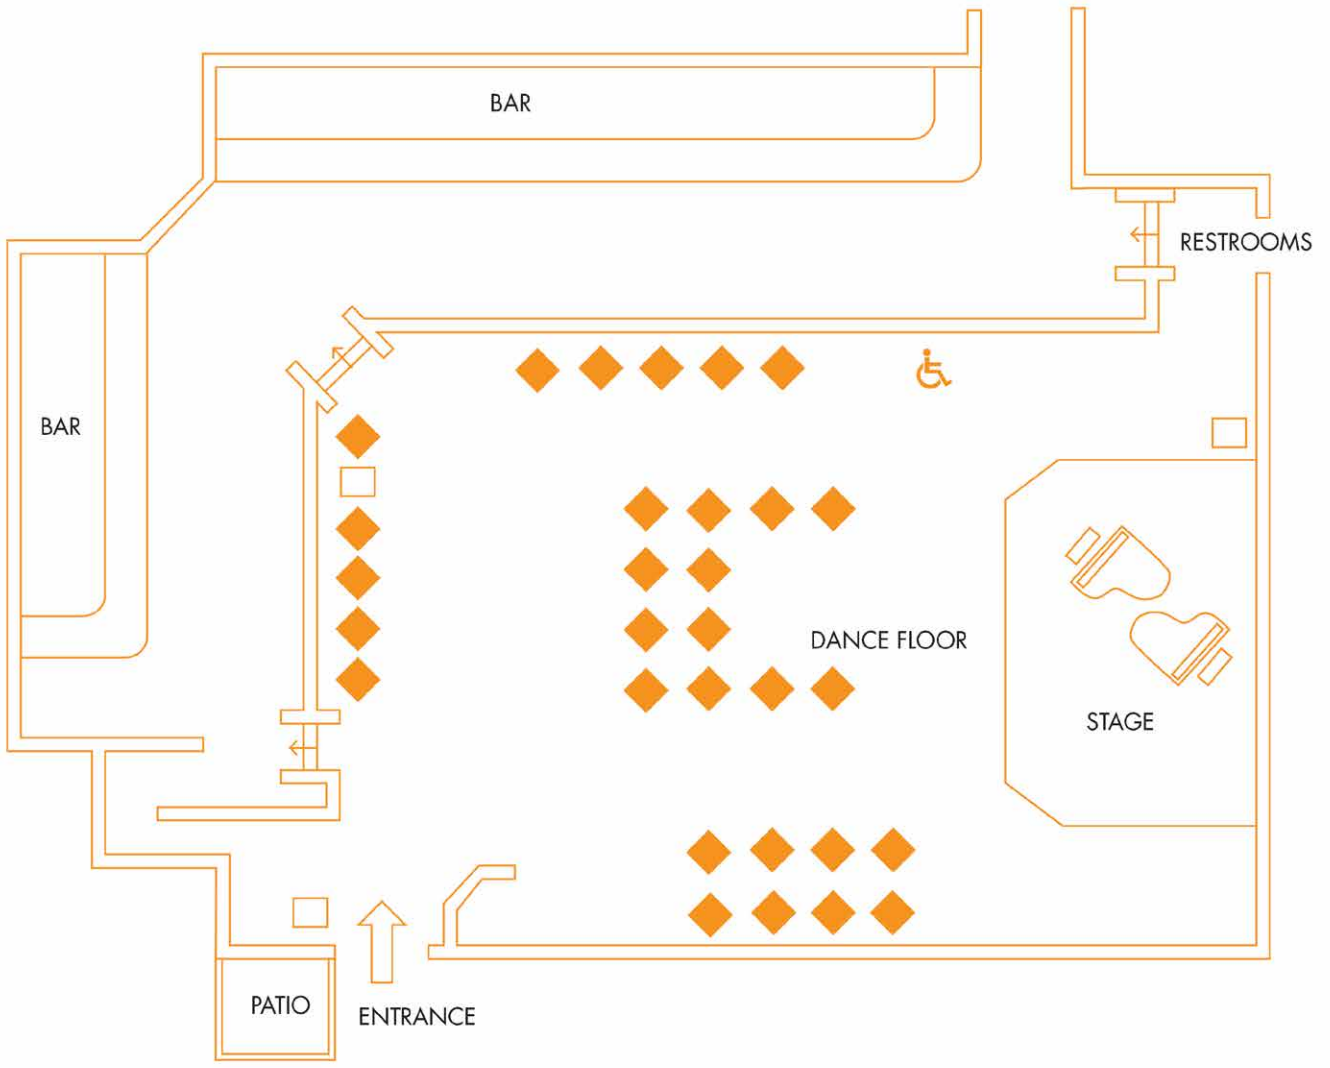 BAR
RESTROOMS
BAR
DANCE FLOOR
STAGE
PATIO
ENTRANCE